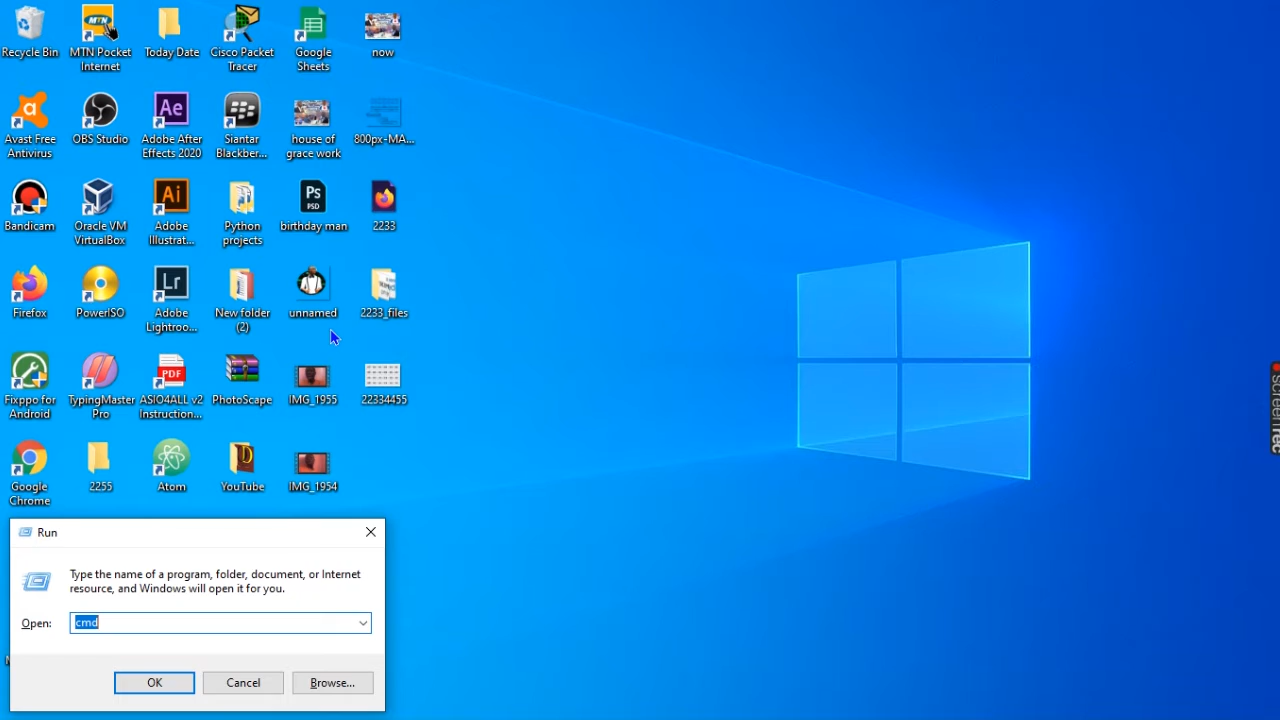 Recycle Bin
MTN Pocket
Internet
Today Date
Cisco Packet
Tracer
Google
Sheets
now
Avast Free
Antivirus
OBS Studio
Adobe After
Effects 2020
Siantar
Blackber...
house of
grace work
800px-MA...
Bandicam
Oracle VM
VirtualBox
Adobe
Illustrat...
Python
projects
birthday man
2233
Firefox
PowerISO
Adobe
Lightroo...
New folder
(2)
unnamed
2233_files
Fixppo for
Android
TypingMaster
Pro
ASIO4ALL v2
Instruction...
PhotoScape
IMG_1955
22334455
Google
Chrome
2255
Atom
YouTube
IMG_1954
Run
Type the name of a program, folder, document, or Internet
resource, and Windows will open it for you.
Open:
cmd
OK
Cancel
Browse...
screenrec